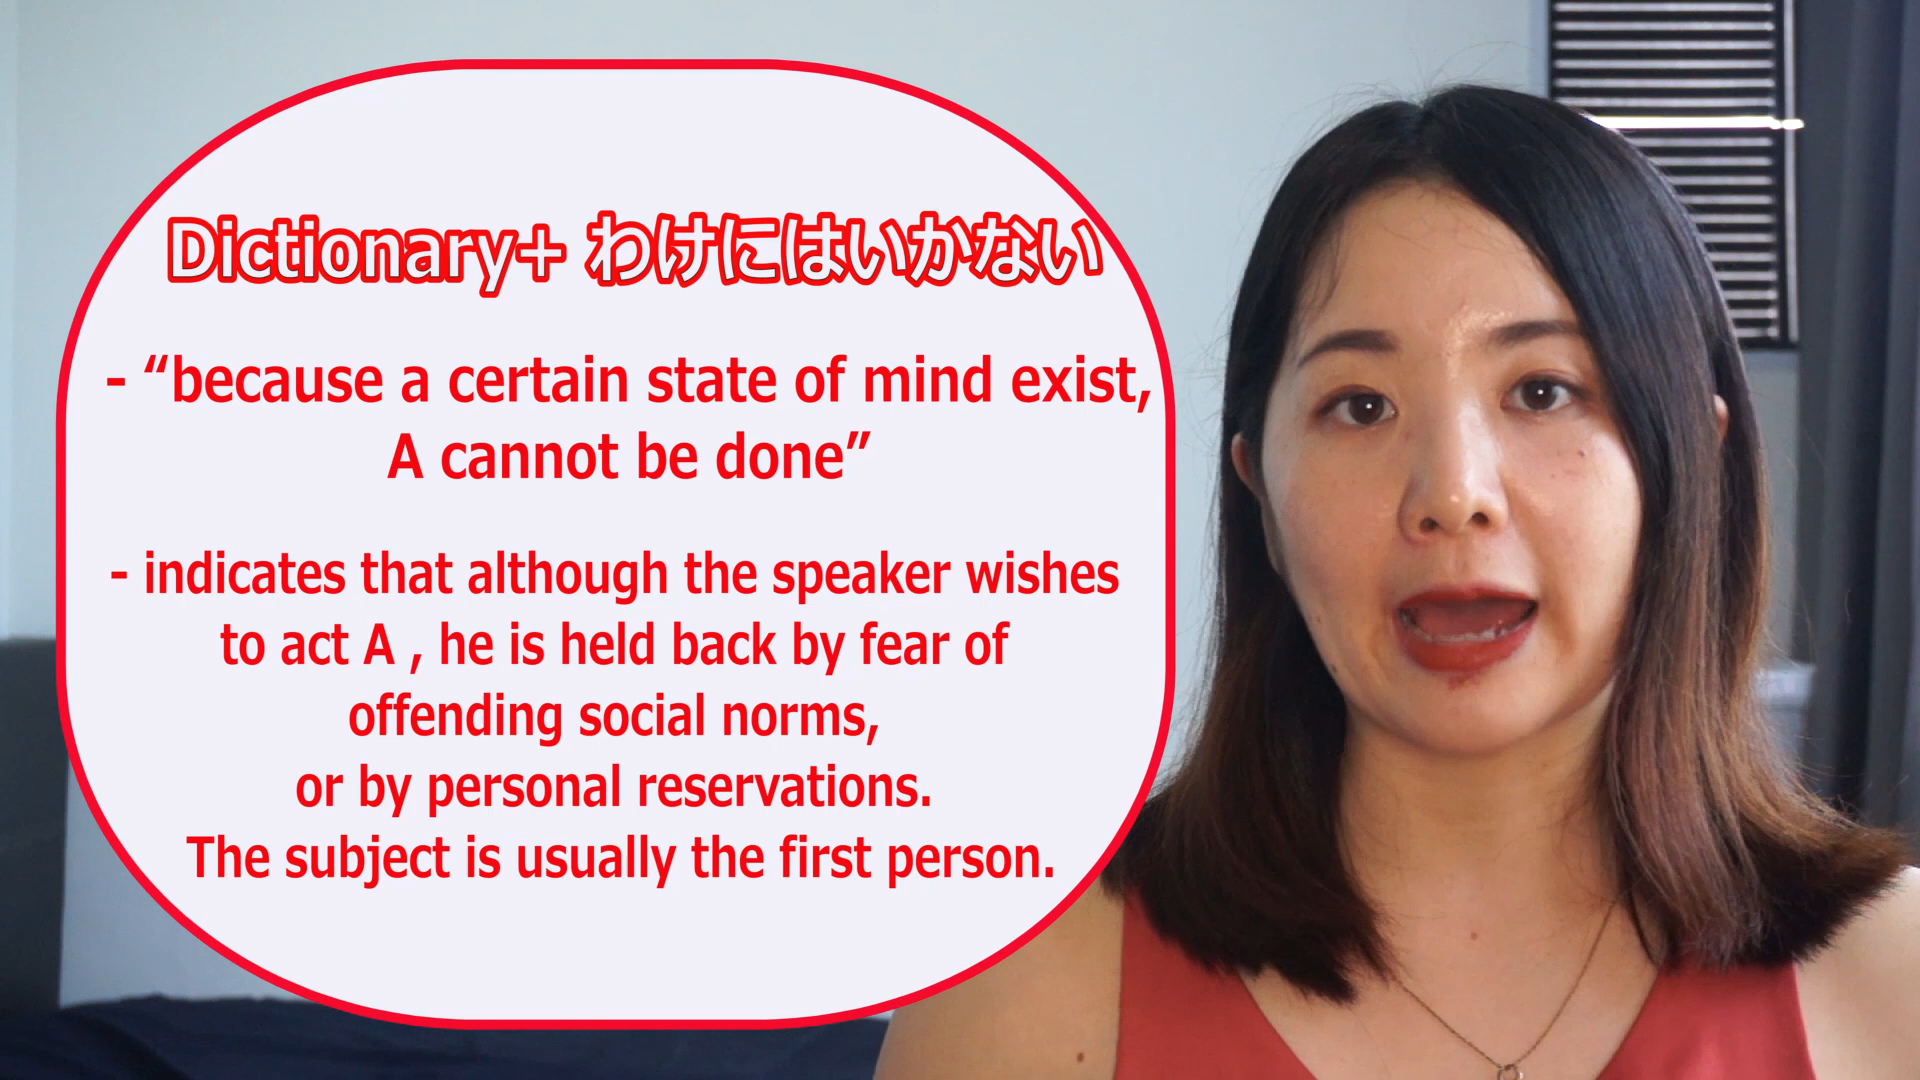 Dictionary+ わけにはいかない
- “because a certain state of mind exist,
A cannot be done”
- indicates that although the speaker wishes
to act A , he is held back by fear of
offending social norms,
or by personal reservations.
The subject is usually the first person.